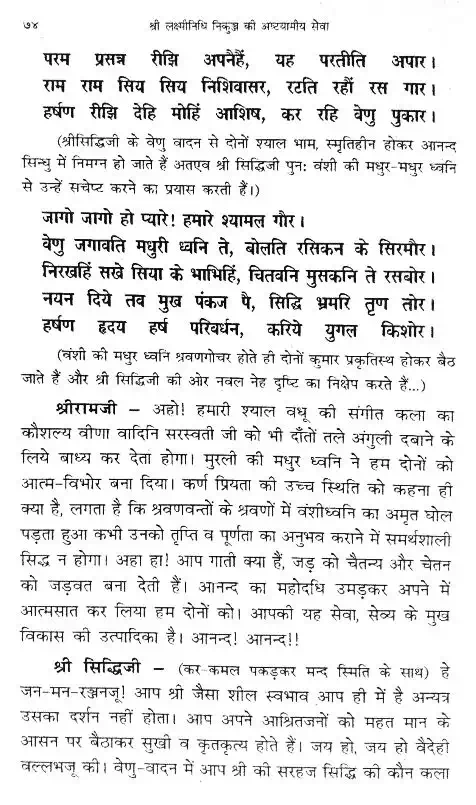 ७४ श्री लक्ष्मीनिधि निकुञ्ज की अष्टयामीय सेवा
परम प्रसन्न रीझि अपनैहैं, यह परतीति अपार।
राम राम सिय सिय निशिवासर, रटति रहौं रस गार।
हर्षण रीझि देहि मोहिं आशिष, कर रहि वेणु पुकार।
(श्रीसिद्धिजी के वेणु वादन से दोनों श्याल भाम, स्मृतिहीन होकर आनन्द
सिन्धु में निमग्न हो जाते हैं अतएव श्री सिद्धिजी पुनः वंशी की मधुर-मधुर ध्वनि
से उन्हें सचेष्ट करने का प्रयास करती हैं।)
जागो जागो हो प्यारे! हमारे श्यामल गौर।
वेणु जगावति मधुरी ध्वनि ते, बोलति रसिकन के सिरमौर।
निरखहिं सखे सिया के भाभिहिं, चितवनि मुसकनि ते रसबोर।
नयन दिये तव मुख पंकज पै, सिद्धि भ्रमरि तृण तोर।
हर्षण हृदय हर्ष परिवर्धन, करिये युगल किशोर।
(वंशी की मधुर ध्वनि श्रवणगोचर होते ही दोनों कुमार प्रकृतिस्थ होकर बैठ
जाते हैं और श्री सिद्धिजी की ओर नवल नेह दृष्टि का निक्षेप करते हैं...)
श्रीरामजी – अहो! हमारी श्याल वधू की संगीत कला का
कौशल्य वीणा वादिनि सरस्वती जी को भी दाँतों तले अंगुली दबाने के
लिये बाध्य कर देता होगा। मुरली की मधुर ध्वनि ने हम दोनों को
आत्म-विभोर बना दिया। कर्ण प्रियता की उच्च स्थिति को कहना ही
क्या है, लगता है कि श्रवणवन्तों के श्रवणों में वंशीध्वनि का अमृत घोल
पड़ता हुआ कभी उनको तृप्ति व पूर्णता का अनुभव कराने में समर्थशाली
सिद्ध न होगा। अहा हा! आप गाती क्या हैं, जड़ को चैतन्य और चेतन
को जड़वत बना देती हैं। आनन्द का महोदधि उमड़कर अपने में
आत्मसात कर लिया हम दोनों को। आपकी यह सेवा, सेव्य के मुख
विकास की उत्पादिका है। आनन्द! आनन्द!!
श्री सिद्धिजी – (कर-कमल पकड़कर मन्द स्मिति के साथ) हे
जन-मन-रञ्जनजू! आप श्री जैसा शील स्वभाव आप ही में है अन्यत्र
उसका दर्शन नहीं होता। आप अपने आश्रितजनों को महत मान के
आसन पर बैठाकर सुखी व कृतकृत्य होते हैं। जय हो, जय हो वैदेही
वल्लभजू की। वेणु-वादन में आप श्री की सरहज सिद्धि की कौन कला